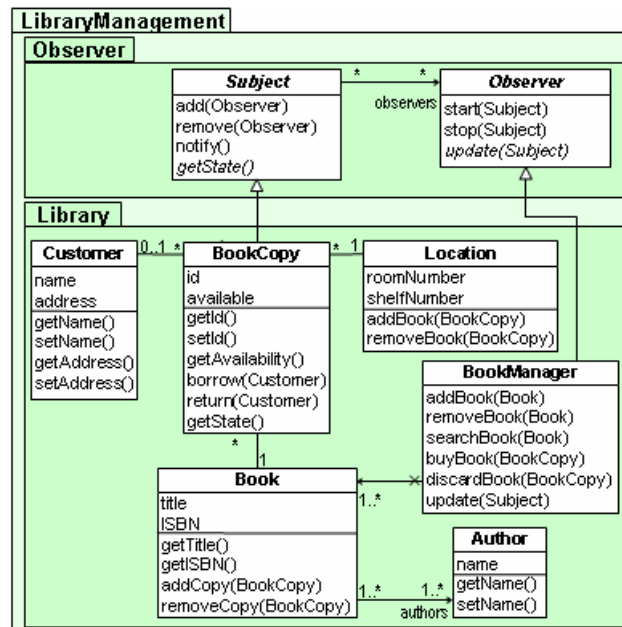 LibraryManagement
Observer
Subject
add(Observer)
remove(Observer)
notify()
getState()
* *
observers
Observer
start(Subject)
stop(Subject)
update(Subject)
Library
Customer
name
address
getName()
setName()
getAddress()
setAddress()
0..1 *
BookCopy
id
available
getId()
setId()
getAvailability()
borrow(Customer)
return(Customer)
getState()
* 1
Location
roomNumber
shelfNumber
addBook(BookCopy)
removeBook(BookCopy)
BookManager
addBook(Book)
removeBook(Book)
searchBook(Book)
buyBook(BookCopy)
discardBook(BookCopy)
update(Subject)
*
1
Book
title
ISBN
getTitle()
getISBN()
addCopy(BookCopy)
removeCopy(BookCopy)
1..*
1..* 1..*
authors
Author
name
getName()
setName()